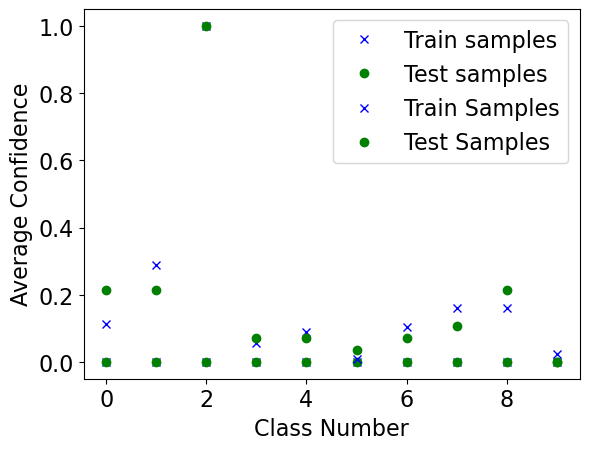 1.0
0.8
0.6
0.4
0.2
0.0
Average Confidence
Train samples
Test samples
Train Samples
Test Samples
0 2 4 6 8
Class Number